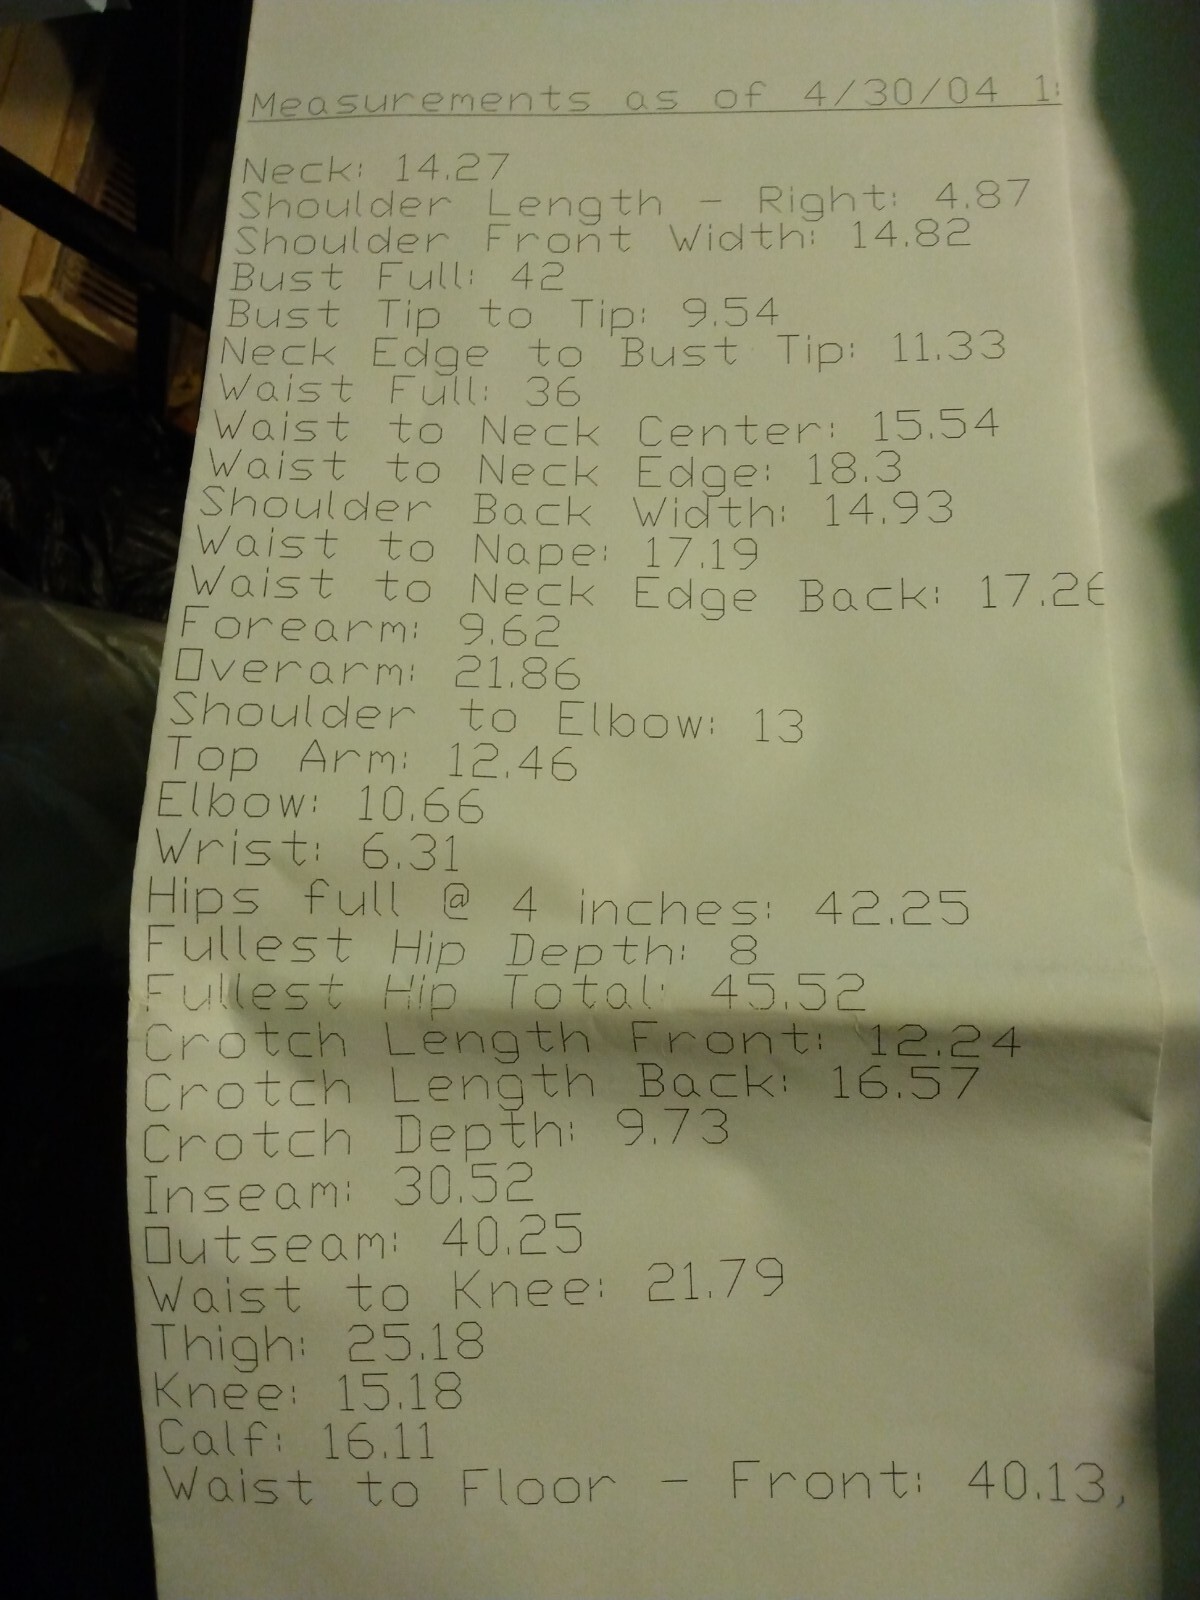 Measurements as of 4/30/04 1:
Neck: 14.27
Shoulder Length - Right: 4.87
Shoulder Front Width: 14.82
Bust Full: 42
Bust Tip to Tip: 9.54
Neck Edge to Bust Tip: 11.33
Waist Full: 36
Waist to Neck Center: 15.54
Waist to Neck Edge: 18.3
Shoulder Back Width: 14.93
Waist to Nape: 17.19
Waist to Neck Edge Back: 17.26
Forearm: 9.62
Overarm: 21.86
Shoulder to Elbow: 13
Top Arm: 12.46
Elbow: 10.66
Wrist: 6.31
Hips full @ 4 inches: 42.25
Fullest Hip Depth: 8
Fullest Hip Total: 45.52
Crotch Length Front: 12.24
Crotch Length Back: 16.57
Crotch Depth: 9.73
Inseam: 30.52
Outseam: 40.25
Waist to Knee: 21.79
Thigh: 25.18
Knee: 15.18
Calf: 16.11
Waist to Floor - Front: 40.13,